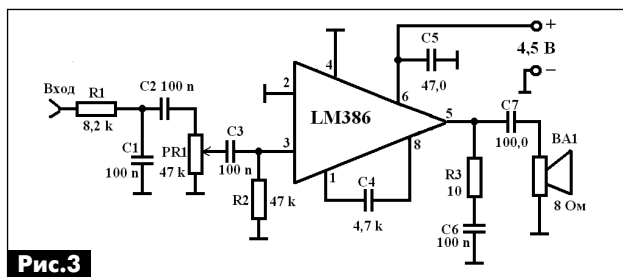 Вход
R1
8,2 k
C1
100 n
C2 100 n
PR1
47 k
C3
100 n
R2
47 k
2
3
4
1
LM386
C4
4,7 k
8
6
5
C5
47,0
+
4,5 В
−
C7
100,0
R3
10
C6
100 n
BA1
8 Ом
Рис.3